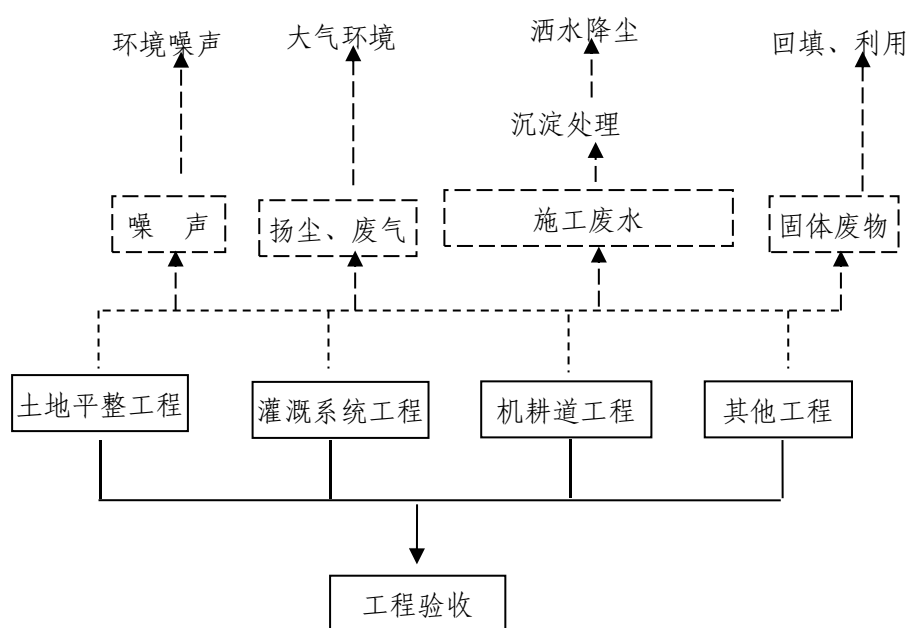 环境噪声
大气环境
洒水降尘
回填、利用
沉淀处理
噪 声
扬尘、废气
施工废水
固体废物
土地平整工程
灌溉系统工程
机耕道工程
其他工程
工程验收